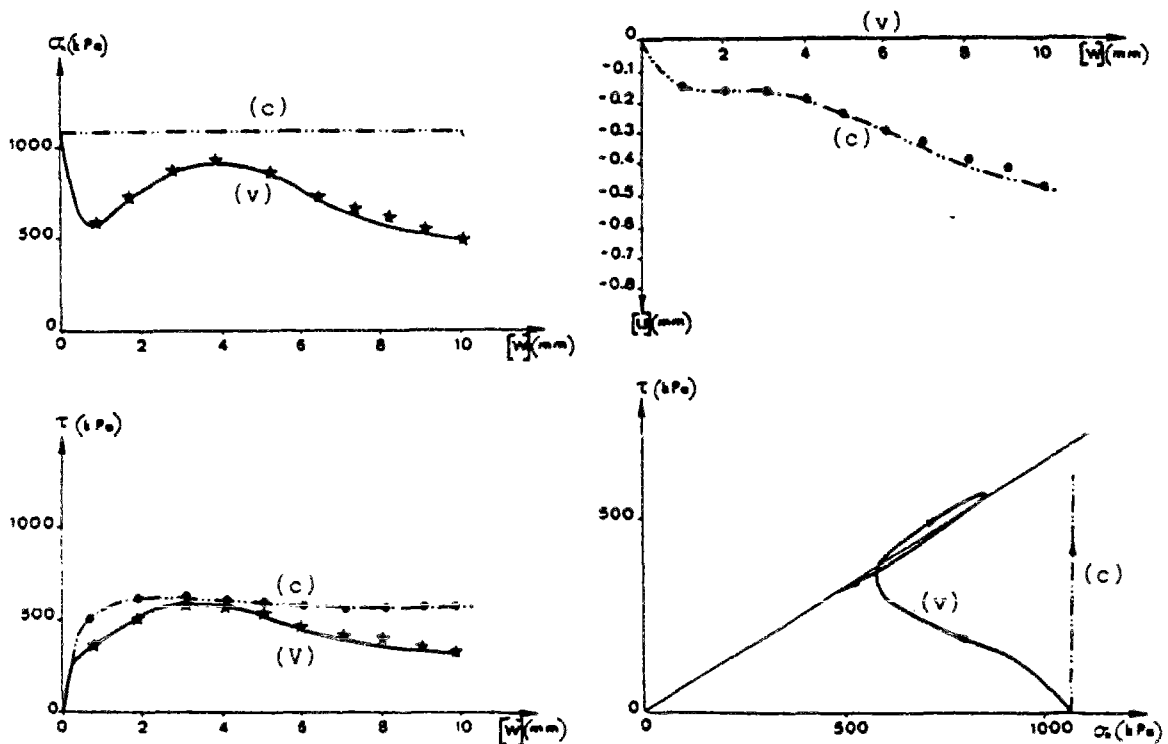 σₙ(kPa)
(c)
1000
(v)
500
0
0 2 4 6 8 10 [w](mm)
(v)
0
2 4 6 8 10 [w](mm)
-0.1
-0.2
-0.3
(c)
-0.4
-0.5
-0.6
-0.7
-0.8
[u](mm)
τ (kPa)
1000
(c)
500
(V)
0
0 2 4 6 8 10 [w](mm)
τ (kPa)
500
(c)
(v)
0
0 500 1000 σₙ(kPa)